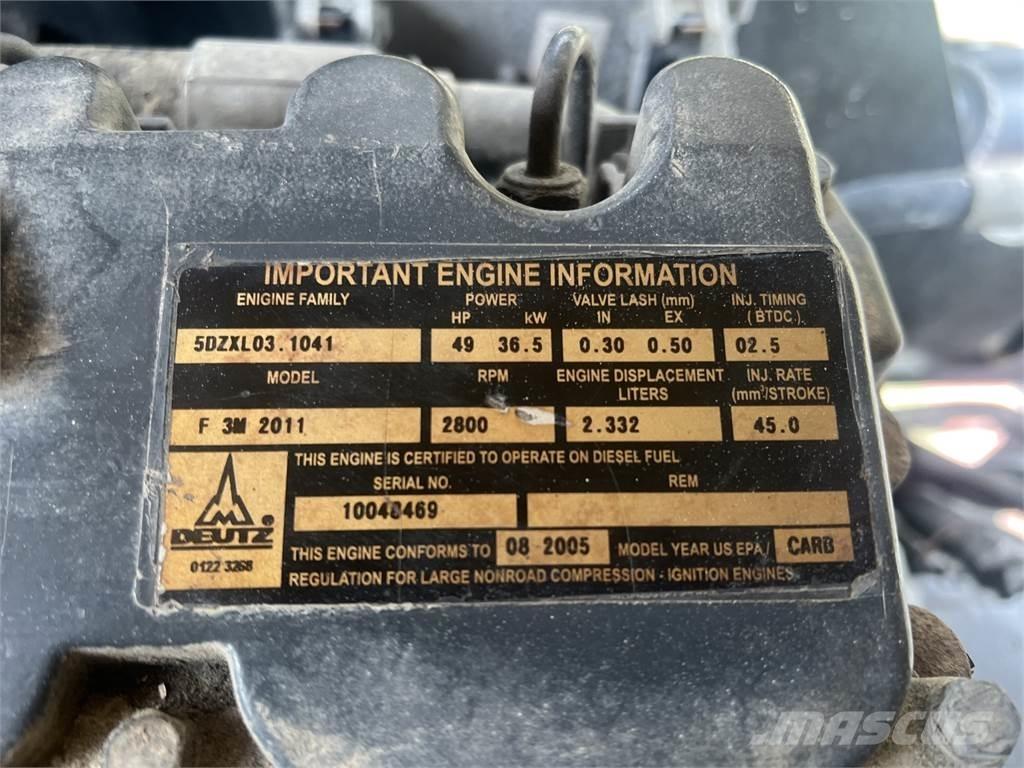 IMPORTANT ENGINE INFORMATION
ENIGINE FAMILY POWER VALVE LASH (mm) INJ. TIMING
HP kW IN EX (BTDC.)
5DZXL03.1041 49 36.5 0.30 0.50 02.5
MODEL RPM ENGINE DISPLACEMENT INJ. RATE
LITERS (mm³/STROKE)
F 3M 2011 2800 2.332 45.0
THIS ENGINE IS CERTIFIED TO OPERATE ON DIESEL FUEL
SERIAL NO. REM
DEUTZ ®
0122 3268
THIS ENGINE CONFORMS TO 08 2005 MODEL YEAR US EPA / CARB
REGULATION FOR LARGE NONROAD COMPRESSION - IGNITION ENGINES
MASCUS